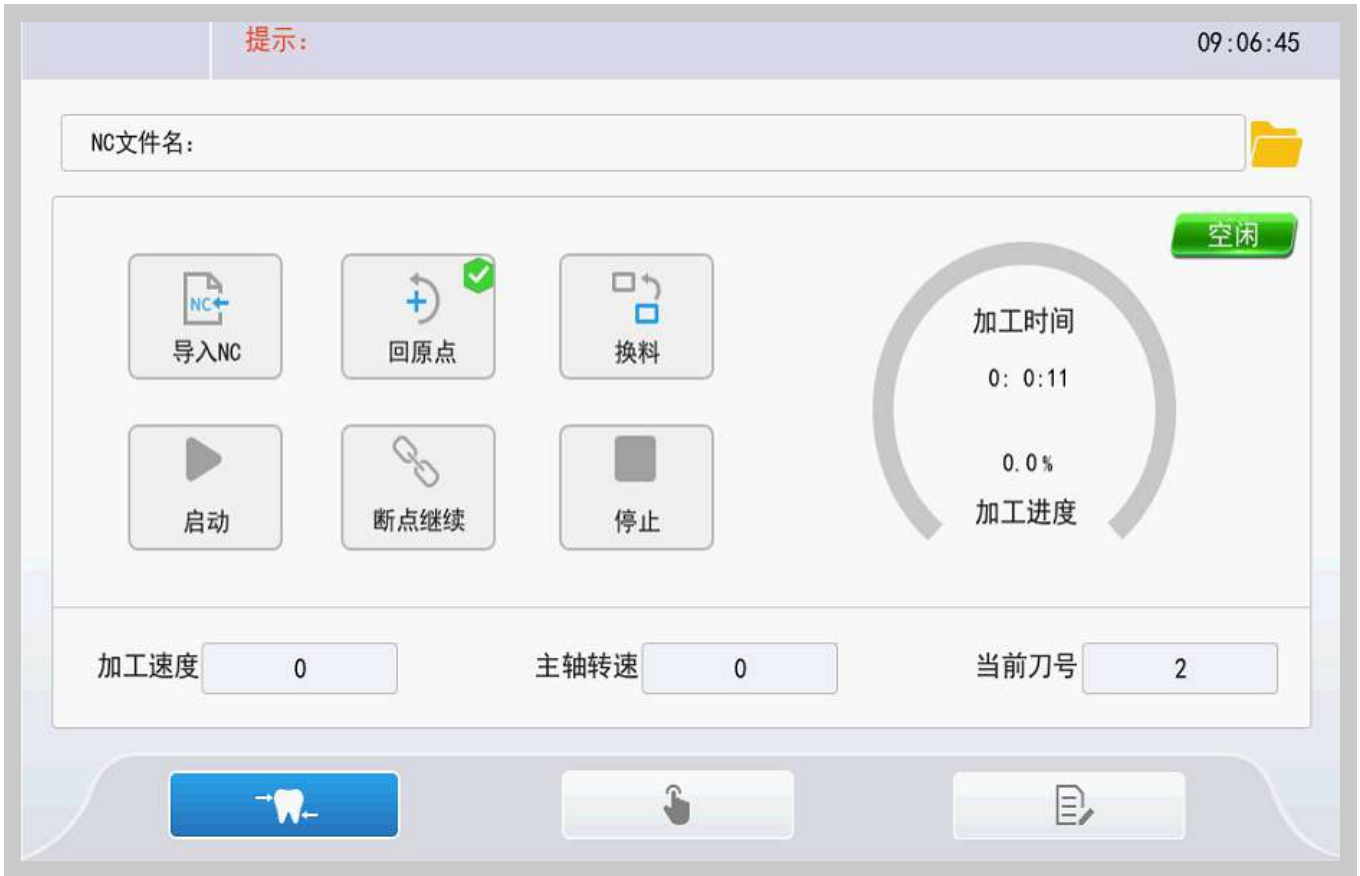 提示：
09:06:45
NC文件名：
空闲
NC
导入NC
回原点
换料
加工时间
0: 0:11
0.0%
加工进度
启动
断点继续
停止
加工速度 0
主轴转速 0
当前刀号 2